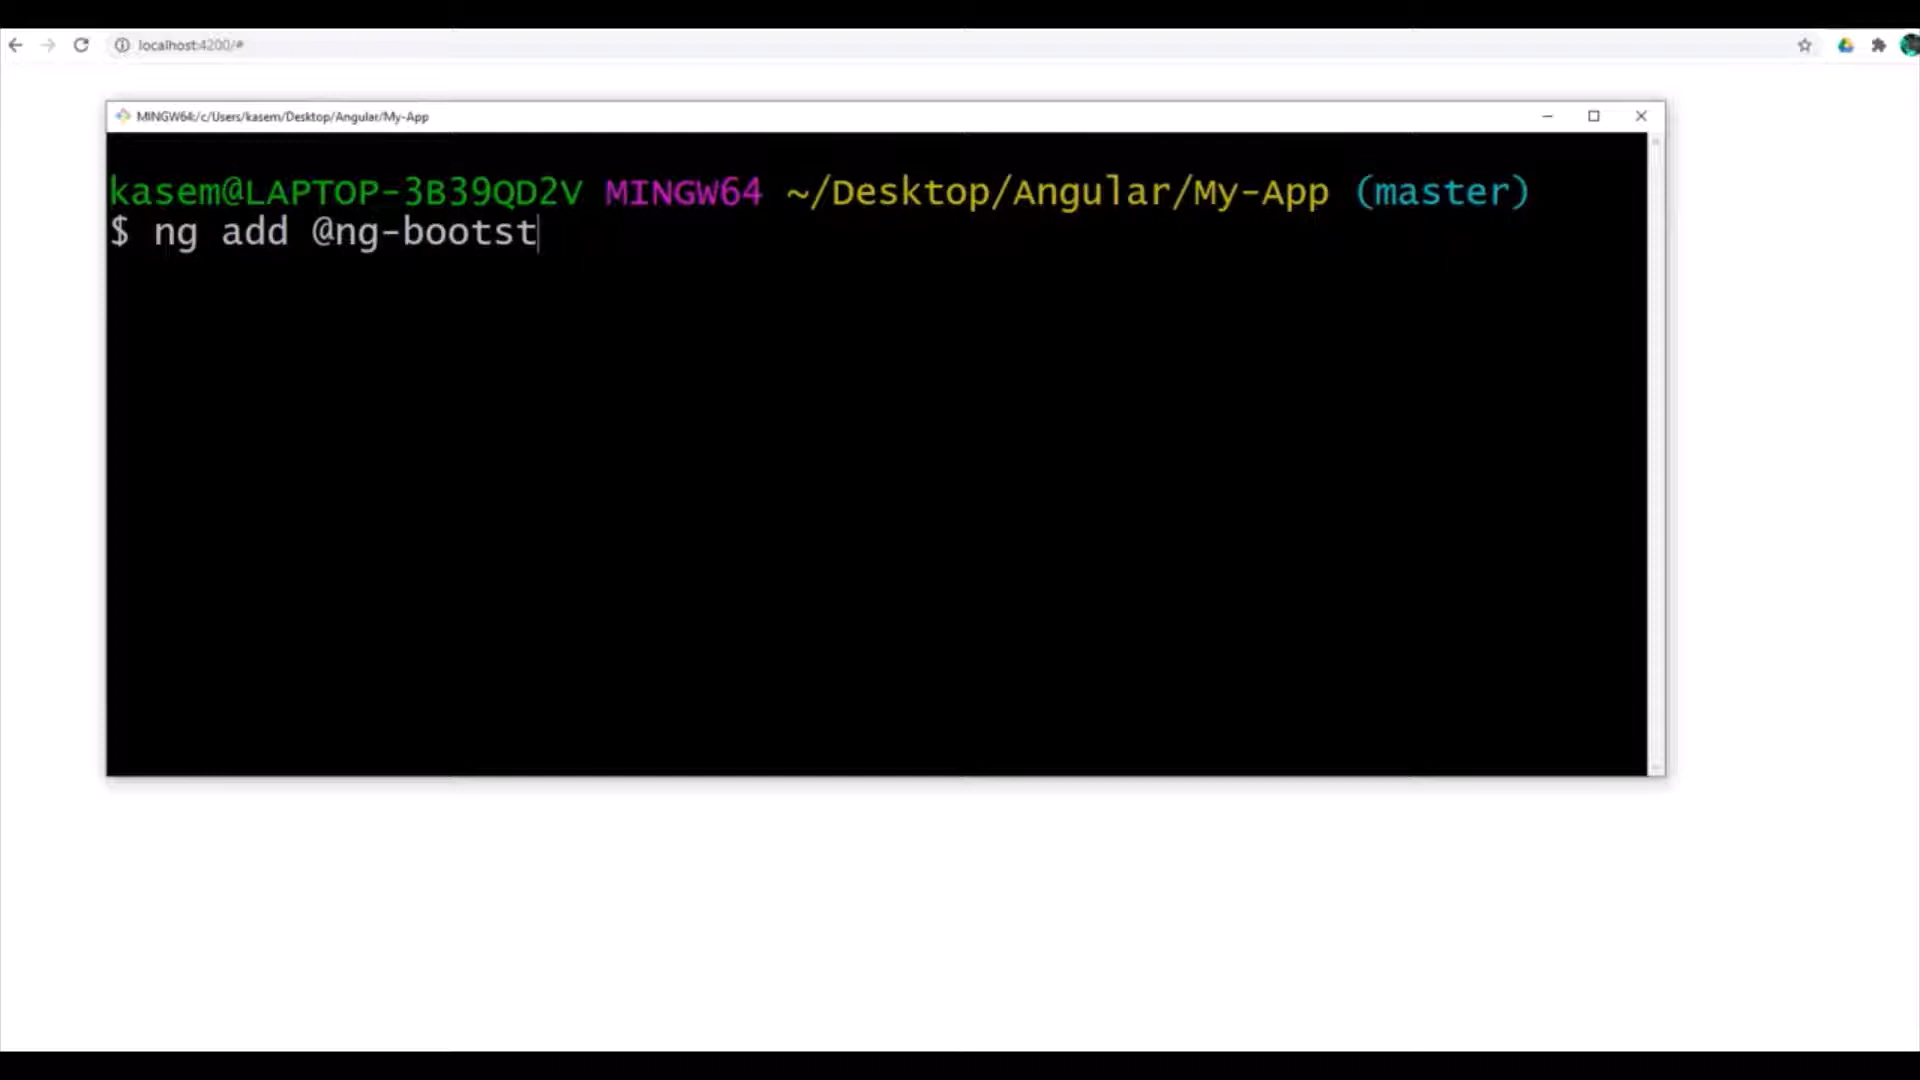 localhost:4200/#
MINGW64:/c/Users/kasem/Desktop/Angular/My-App
kasem@LAPTOP-3B39QD2V MINGW64 ~/Desktop/Angular/My-App (master)
$ ng add @ng-bootst